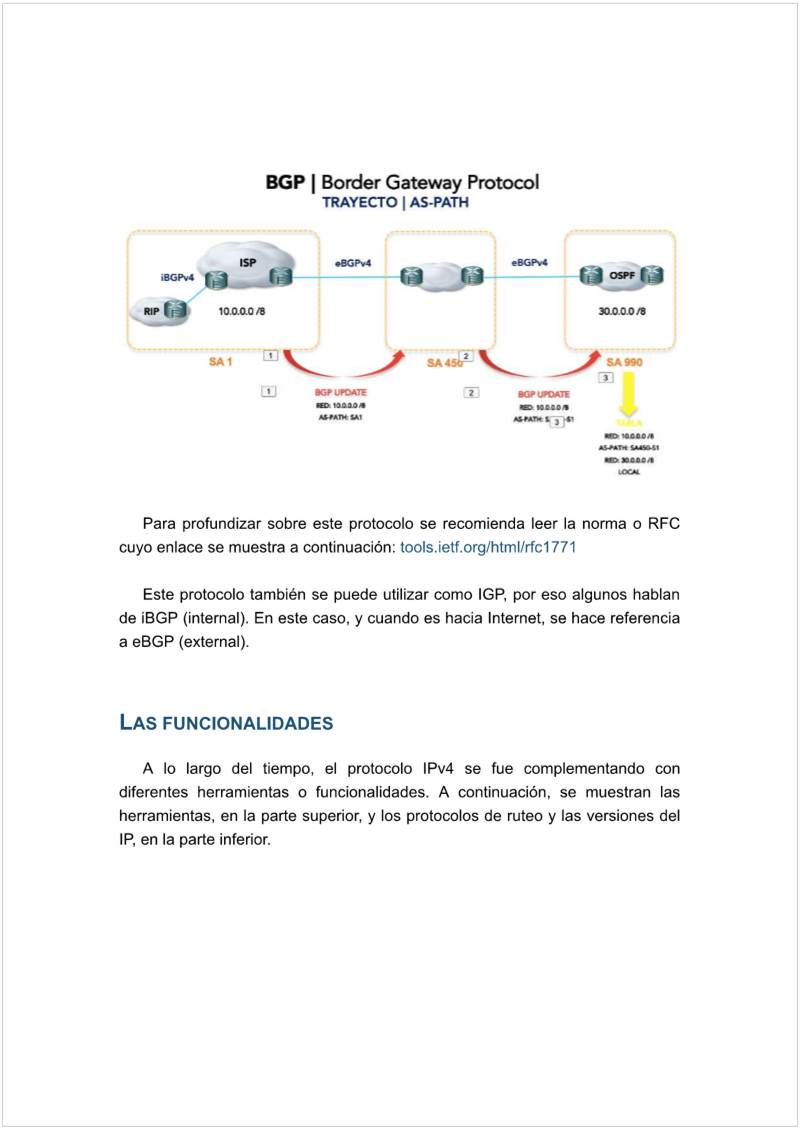 BGP | Border Gateway Protocol
TRAYECTO | AS-PATH
ISP
eBGPv4
eBGPv4
iBGPv4
OSPF
RIP
10.0.0.0 /8
30.0.0.0 /8
SA 1
1
SA 450
2
SA 990
3
1
BGP UPDATE
RED: 10.0.0.0 /8
AS-PATH: SA1
2
BGP UPDATE
RED: 10.0.0.0 /8
AS-PATH: S
3
-S1
TABLA
RED: 10.0.0.0 /8
AS-PATH: SA450-S1
RED: 30.0.0.0 /8
LOCAL
Para profundizar sobre este protocolo se recomienda leer la norma o RFC
cuyo enlace se muestra a continuación: tools.ietf.org/html/rfc1771
Este protocolo también se puede utilizar como IGP, por eso algunos hablan
de iBGP (internal). En este caso, y cuando es hacia Internet, se hace referencia
a eBGP (external).
LAS FUNCIONALIDADES
A lo largo del tiempo, el protocolo IPv4 se fue complementando con
diferentes herramientas o funcionalidades. A continuación, se muestran las
herramientas, en la parte superior, y los protocolos de ruteo y las versiones del
IP, en la parte inferior.